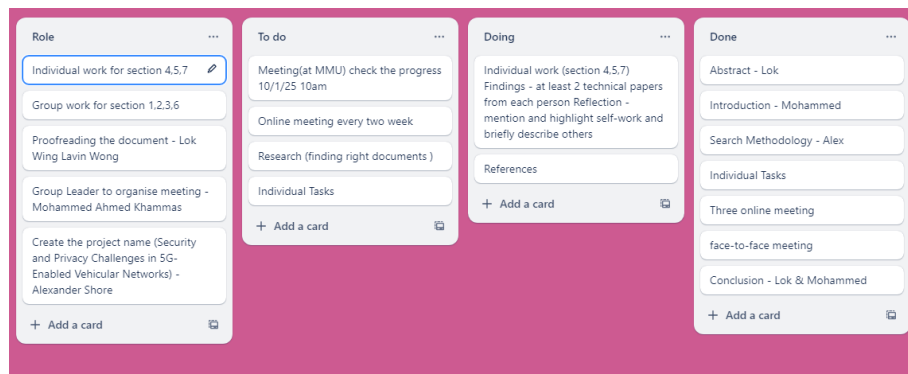 Role
Individual work for section 4,5,7
Group work for section 1,2,3,6
Proofreading the document - Lok
Wing Lavin Wong
Group Leader to organise meeting -
Mohammed Ahmed Khammas
Create the project name (Security
and Privacy Challenges in 5G-
Enabled Vehicular Networks) -
Alexander Shore
+ Add a card
To do
Meeting(at MMU) check the progress
10/1/25 10am
Online meeting every two week
Research (finding right documents )
Individual Tasks
+ Add a card
Doing
Individual work (section 4,5,7)
Findings - at least 2 technical papers
from each person Reflection -
mention and highlight self-work and
briefly describe others
References
+ Add a card
Done
Abstract - Lok
Introduction - Mohammed
Search Methodology - Alex
Individual Tasks
Three online meeting
face-to-face meeting
Conclusion - Lok & Mohammed
+ Add a card